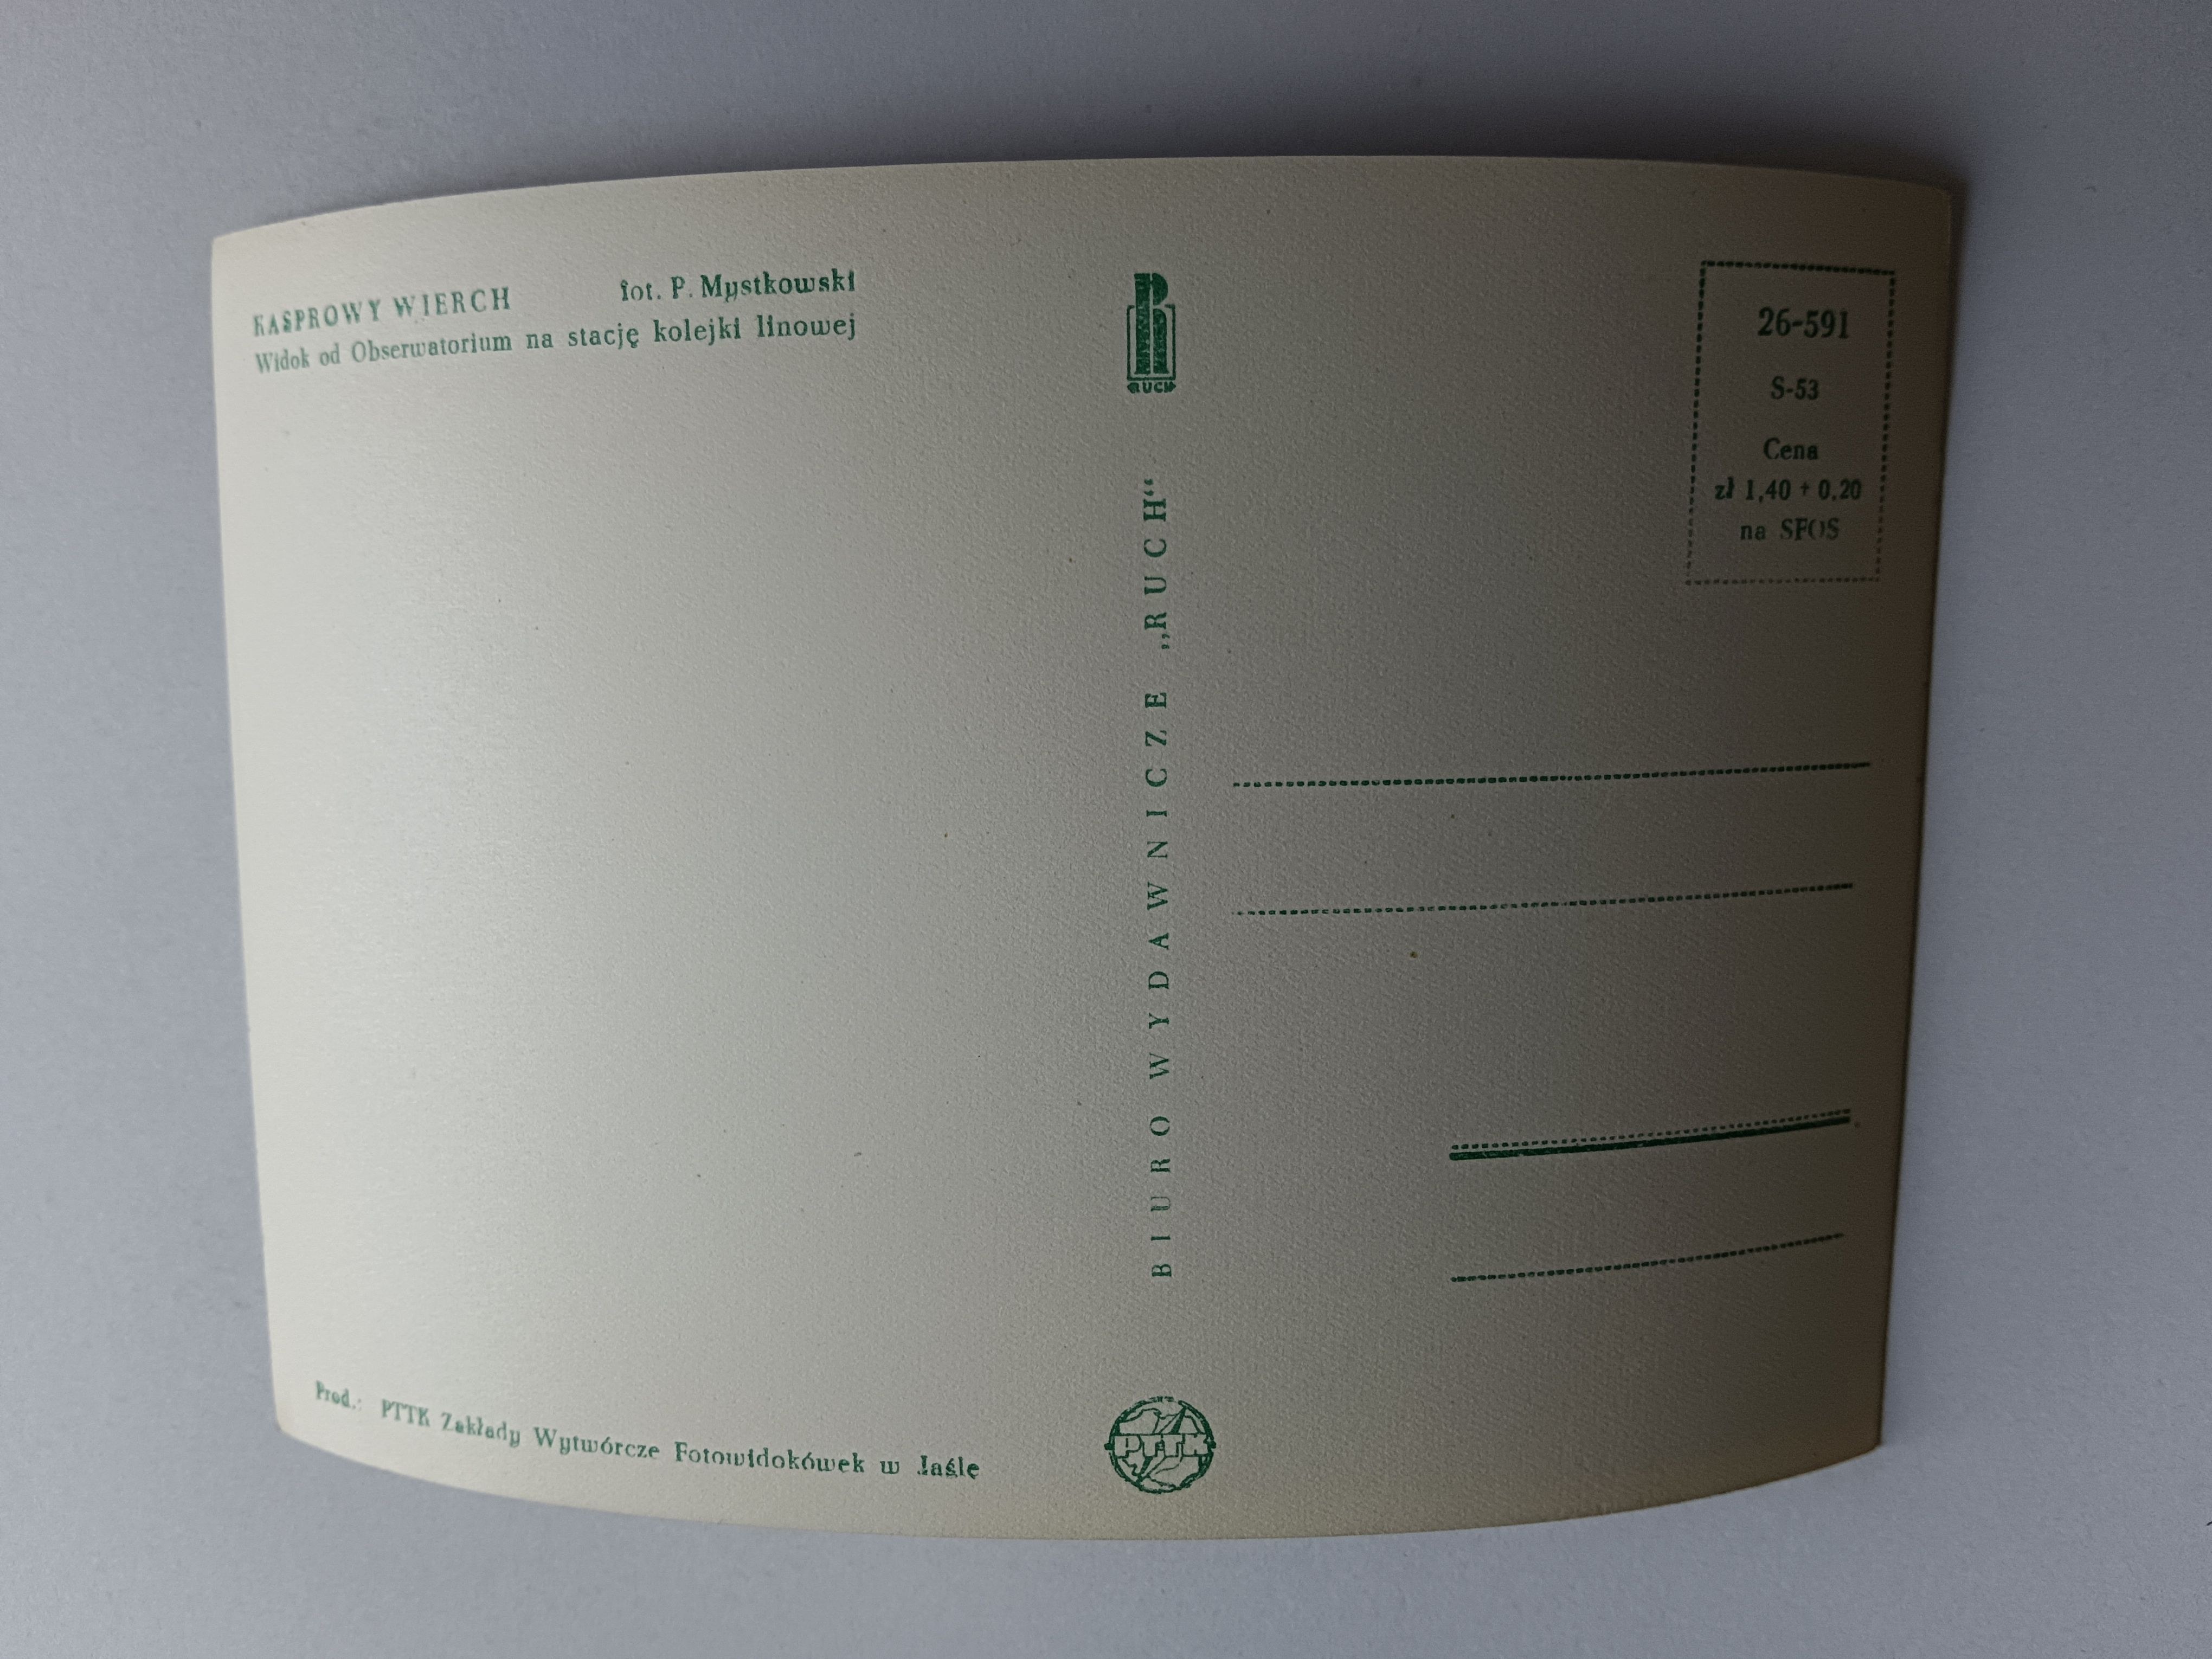 KASPROWY WIERCH fot. P. Mystkowski
Widok od Obserwatorium na stację kolejki linowej
RUCH
BIURO WYDAWNICZE „RUCH“
26-591
S-53
Cena
zł 1,40 + 0,20
na SFOS
Prod.: PTTK Zakłady Wytwórcze Fotowidokówek w Jaśle
PTTK